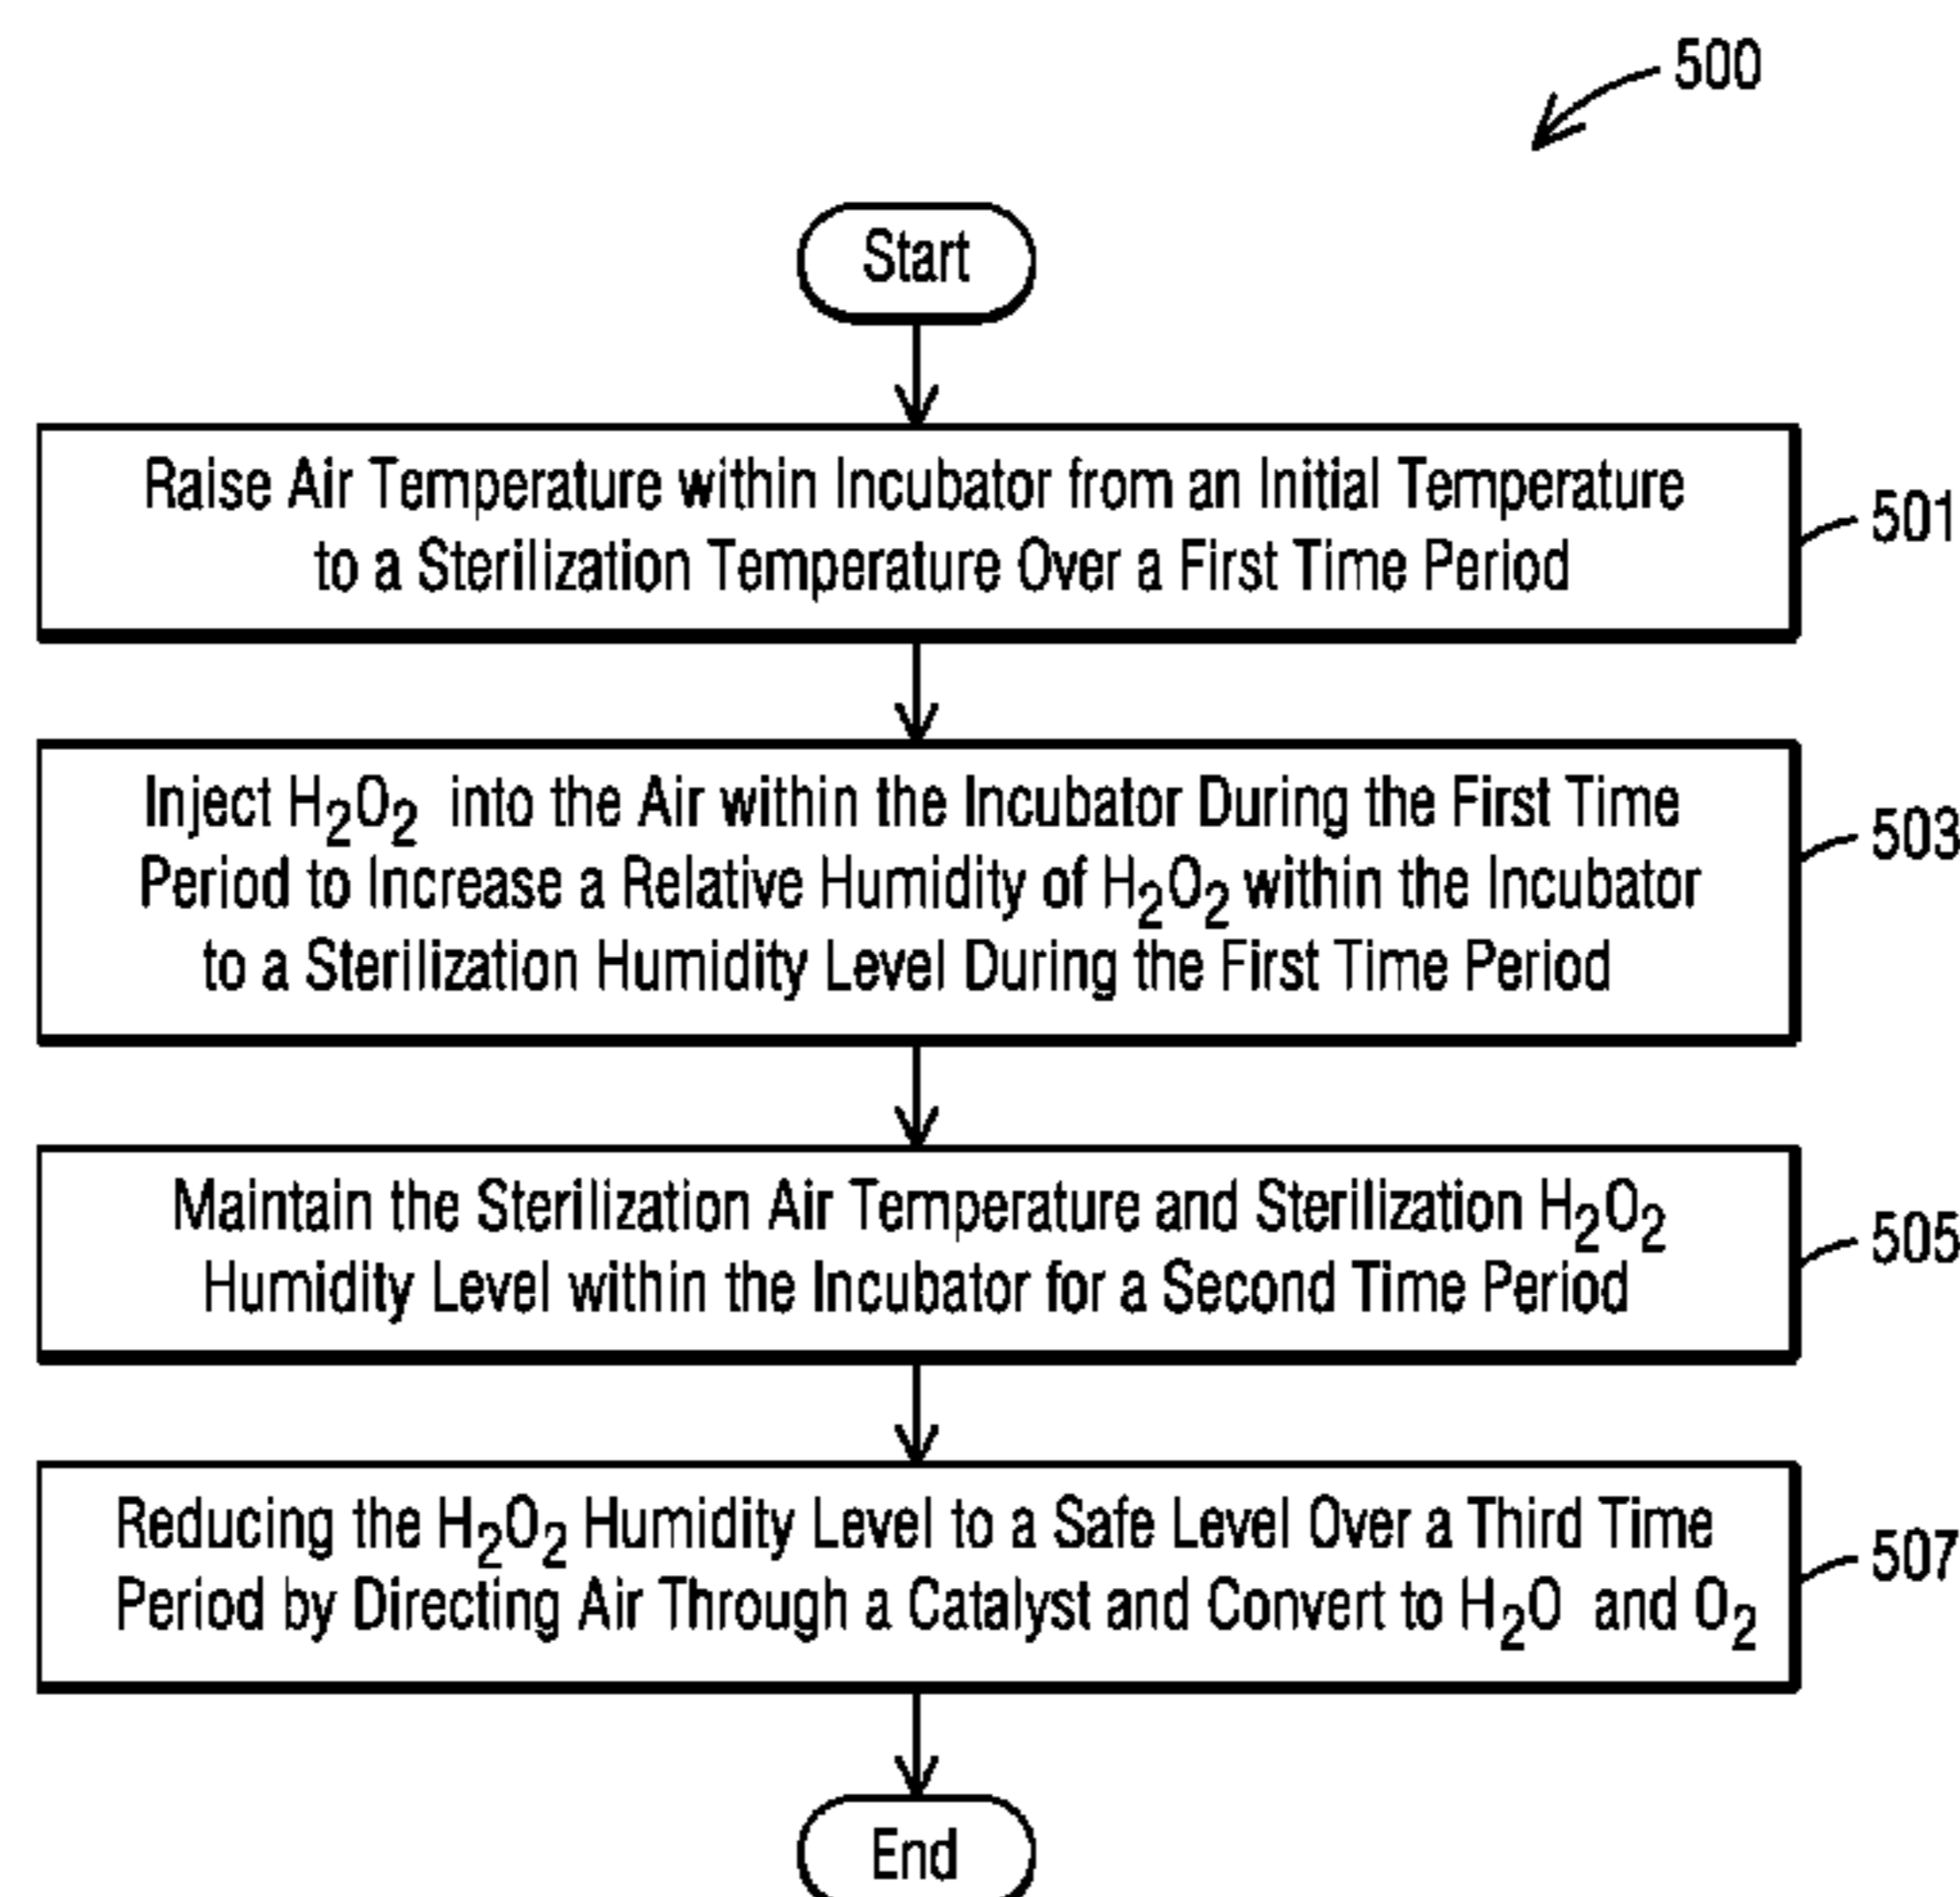 500
Start
Raise Air Temperature within Incubator from an Initial Temperature
to a Sterilization Temperature Over a First Time Period
501
Inject H₂O₂ into the Air within the Incubator During the First Time
Period to Increase a Relative Humidity of H₂O₂ within the Incubator
to a Sterilization Humidity Level During the First Time Period
503
Maintain the Sterilization Air Temperature and Sterilization H₂O₂
Humidity Level within the Incubator for a Second Time Period
505
Reducing the H₂O₂ Humidity Level to a Safe Level Over a Third Time
Period by Directing Air Through a Catalyst and Convert to H₂O and O₂
507
End